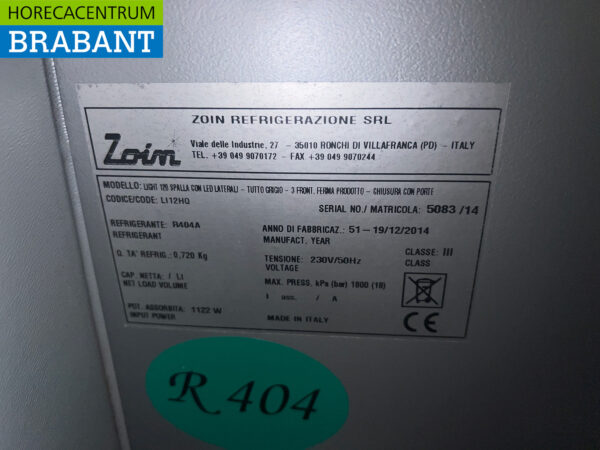 HORECACENTRUM
BRABANT
ZOIN REFRIGERAZIONE SRL
Zoin
Viale delle Industrie, 27 – 35010 RONCHI DI VILLAFRANCA (PD) – ITALY
TEL. +39 049 9070172 – FAX +39 049 9070244
MODELLO: LIGHT 120 SPALLA CON LED LATERALI – TUTTO GRIGIO – 3 FRONT. FERMA PRODOTTO – CHIUSURA CON PORTE
CODICE/CODE: LI12HQ
SERIAL NO./ MATRICOLA: 5083 /14
REFRIGERANTE: R404A
REFRIGERANT
ANNO DI FABBRICAZ.: 51 – 19/12/2014
MANUFACT. YEAR
Q. TA' REFRIG.: 0,720 Kg
TENSIONE: 230V/50Hz
VOLTAGE
CLASSE: III
CLASS
CAP. NETTA: / Lt
NET LOAD VOLUME
MAX. PRESS. kPa (bar) 1800 (18)
I ass. / A
POT. ASSORBITA: 1122 W
INPUT POWER
MADE IN ITALY
CE
R 404